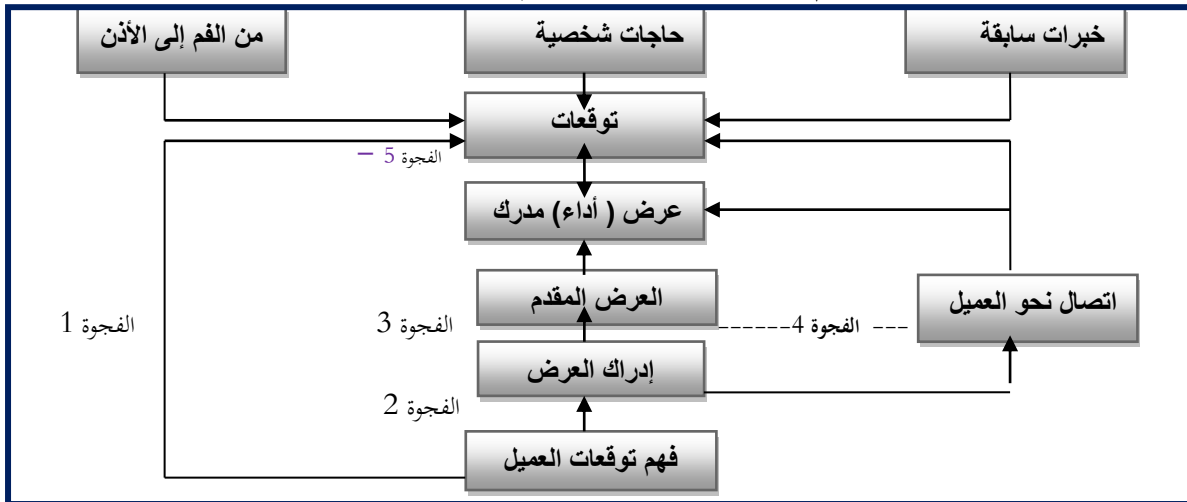 خبرات سابقة
حاجات شخصية
من الفم إلى الأذن
توقعات
الفجوة 5 –
عرض ( أداء) مدرك
اتصال نحو العميل
العرض المقدم
--- الفجوة 4------
الفجوة 3
الفجوة 1
إدراك العرض
الفجوة 2
فهم توقعات العميل